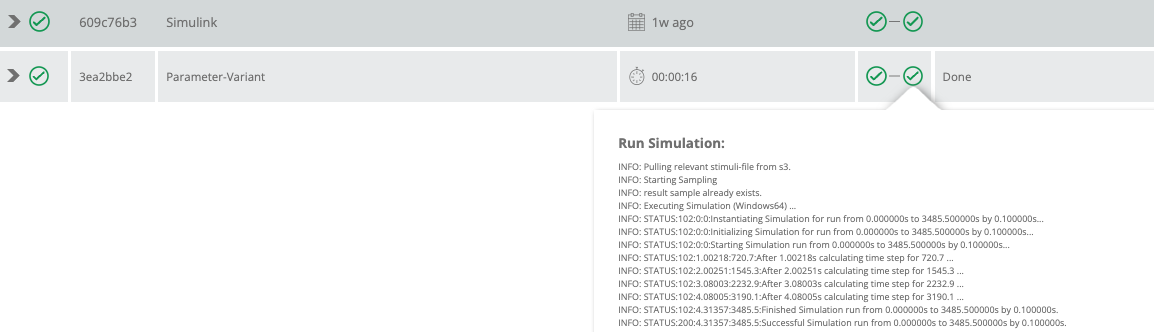 609c76b3 Simulink 1w ago
3ea2bbe2 Parameter-Variant 00:00:16 Done
Run Simulation:
INFO: Pulling relevant stimuli-file from s3.
INFO: Starting Sampling
INFO: result sample already exists.
INFO: Executing Simulation (Windows64) ...
INFO: STATUS:102:0:0:Instantiating Simulation for run from 0.000000s to 3485.500000s by 0.100000s...
INFO: STATUS:102:0:0:Initializing Simulation for run from 0.000000s to 3485.500000s by 0.100000s...
INFO: STATUS:102:0:0:Starting Simulation run from 0.000000s to 3485.500000s by 0.100000s...
INFO: STATUS:102:1.00218:720.7:After 1.00218s calculating time step for 720.7 ...
INFO: STATUS:102:2.00251:1545.3:After 2.00251s calculating time step for 1545.3 ...
INFO: STATUS:102:3.08003:2232.9:After 3.08003s calculating time step for 2232.9 ...
INFO: STATUS:102:4.08005:3190.1:After 4.08005s calculating time step for 3190.1 ...
INFO: STATUS:102:4.31357:3485.5:Finished Simulation run from 0.000000s to 3485.500000s by 0.100000s.
INFO: STATUS:200:4.31357:3485.5:Successful Simulation run from 0.000000s to 3485.500000s by 0.100000s.